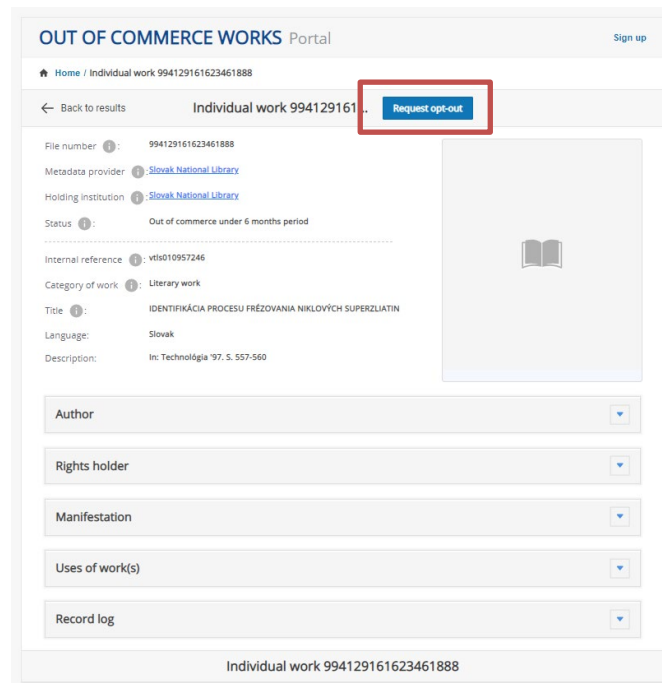 OUT OF COMMERCE WORKS Portal Sign up
Home / Individual work 994129161623461888
Back to results Individual work 994129161... Request opt-out
File number : 994129161623461888
Metadata provider : Slovak National Library
Holding institution : Slovak National Library
Status : Out of commerce under 6 months period
Internal reference : vtls010957246
Category of work : Literary work
Title : IDENTIFIKÁCIA PROCESU FRÉZOVANIA NIKLOVÝCH SUPERZLIATIN
Language: Slovak
Description: In: Technológia '97. S. 557-560
Author
Rights holder
Manifestation
Uses of work(s)
Record log
Individual work 994129161623461888